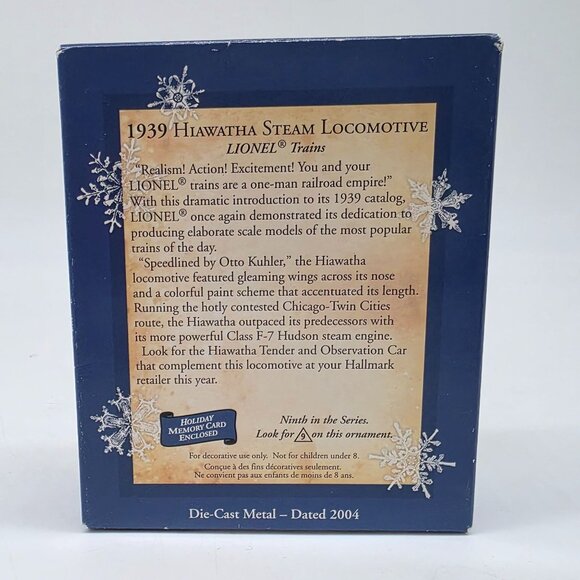 1939 HIAWATHA STEAM LOCOMOTIVE
LIONEL® Trains
“Realism! Action! Excitement! You and your
LIONEL® trains are a one-man railroad empire!”
With this dramatic introduction to its 1939 catalog,
LIONEL® once again demonstrated its dedication to
producing elaborate scale models of the most popular
trains of the day.
“Speedlined by Otto Kuhler,” the Hiawatha
locomotive featured gleaming wings across its nose
and a colorful paint scheme that accentuated its length.
Running the hotly contested Chicago-Twin Cities
route, the Hiawatha outpaced its predecessors with
its more powerful Class F-7 Hudson steam engine.
Look for the Hiawatha Tender and Observation Car
that complement this locomotive at your Hallmark
retailer this year.
HOLIDAY
MEMORY CARD
ENCLOSED
Ninth in the Series.
Look for 9 on this ornament.
For decorative use only. Not for children under 8.
Conçue à des fins décoratives seulement.
Ne convient pas aux enfants de moins de 8 ans.
Die-Cast Metal – Dated 2004